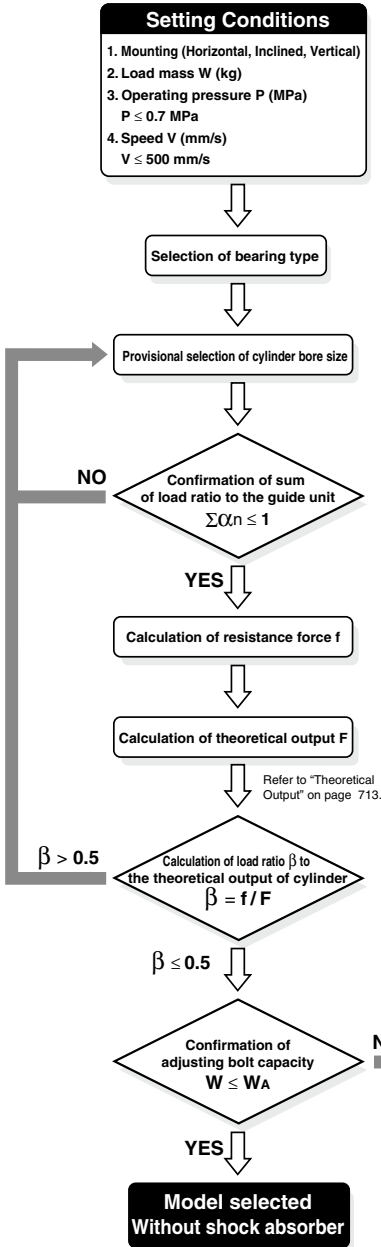 Setting Conditions
1. Mounting (Horizontal, Inclined, Vertical)
2. Load mass W (kg)
3. Operating pressure P (MPa)
P ≤ 0.7 MPa
4. Speed V (mm/s)
V ≤ 500 mm/s
Selection of bearing type
Provisional selection of cylinder bore size
Confirmation of sum
of load ratio to the guide unit
Σαn ≤ 1
NO
YES
Calculation of resistance force f
Calculation of theoretical output F
Refer to “Theoretical
Output” on page 713.
Calculation of load ratio β to
the theoretical output of cylinder
β = f / F
β > 0.5
β ≤ 0.5
Confirmation of
adjusting bolt capacity
W ≤ WA
YES
Model selected
Without shock absorber